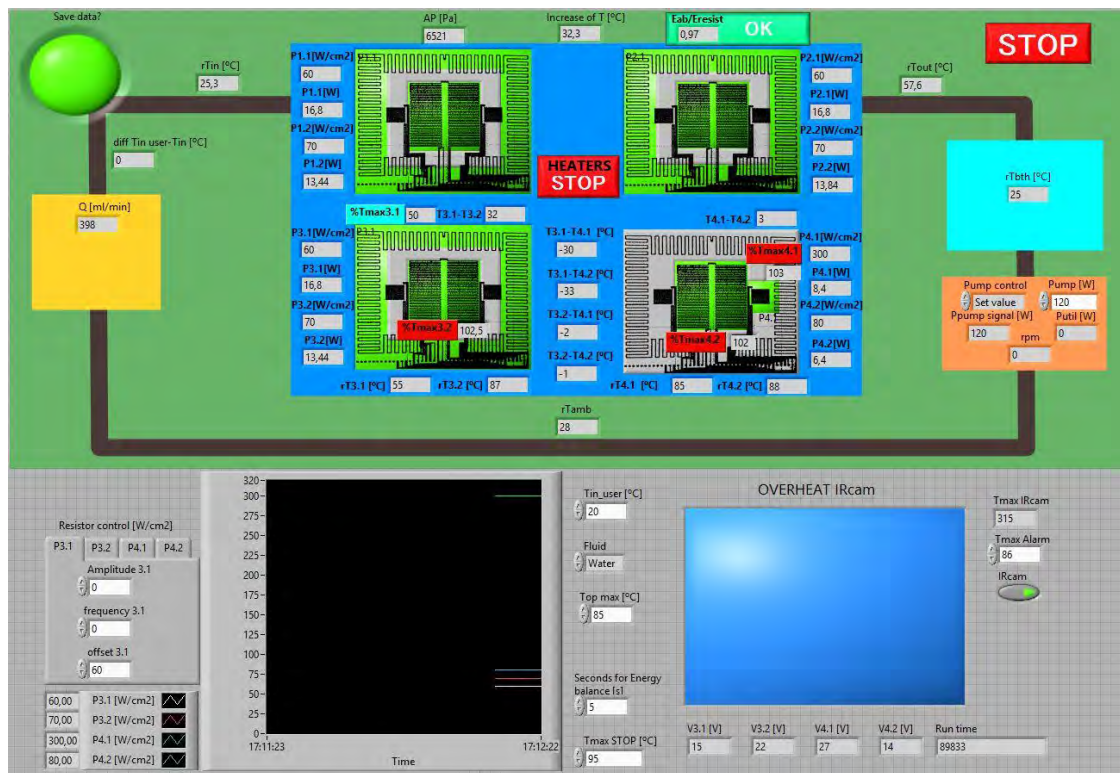 Save data?
AP [Pa]
6521
Increase of T [ºC]
32,3
Eab/Eresist
0,97
OK
STOP
rTin [ºC]
25,3
rTout [ºC]
57,6
diff Tin user-Tin [ºC]
0
Q [ml/min]
398
P1.1[W/cm2]
60
P1.1[W]
16,8
P1.2[W/cm2]
70
P1.2[W]
13,44
P1.1
P2.1
P2.1[W/cm2]
60
P2.1[W]
16,8
P2.2[W/cm2]
70
P2.2[W]
13,84
HEATERS
STOP
rTbth [ºC]
25
%Tmax3.1
50
T3.1-T3.2
32
T4.1-T4.2
3
P3.1[W/cm2]
60
P3.1[W]
16,8
P3.2[W/cm2]
70
P3.2[W]
13,44
P3.1
%Tmax3.2
102,5
T3.1-T4.1 [ºC]
-30
T3.1-T4.2 [ºC]
-33
T3.2-T4.1 [ºC]
-2
T3.2-T4.2 [ºC]
-1
%Tmax4.1
103
%Tmax4.2
102
P4.1[W/cm2]
300
P4.1[W]
8,4
P4.2[W/cm2]
80
P4.2[W]
6,4
rT3.1 [ºC]
55
rT3.2 [ºC]
87
rT4.1 [ºC]
85
rT4.2 [ºC]
88
Pump control
Set value
Pump [W]
120
Ppump signal [W]
120
Putil [W]
0
rpm
0
rTamb
28
Resistor control [W/cm2]
P3.1 P3.2 P4.1 P4.2
Amplitude 3.1
0
frequency 3.1
0
offset 3.1
60
60,00 P3.1 [W/cm2]
70,00 P3.2 [W/cm2]
300,00 P4.1 [W/cm2]
80,00 P4.2 [W/cm2]
320
300
275
250
225
200
175
150
125
100
75
50
25
0
17:11:23
17:12:22
Time
Tin_user [ºC]
20
Fluid
Water
Top max [ºC]
85
Seconds for Energy
balance [s]
5
Tmax STOP [ºC]
95
OVERHEAT IRcam
Tmax IRcam
315
Tmax Alarm
86
IRcam
V3.1 [V]
15
V3.2 [V]
22
V4.1 [V]
27
V4.2 [V]
14
Run time
89833